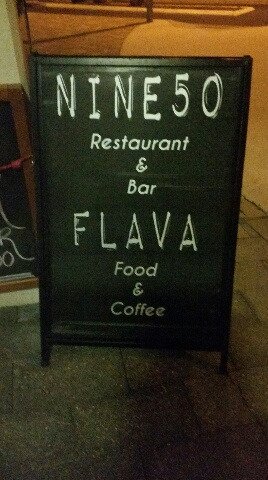 NINE50
Restaurant
&
Bar
FLAVA
Food
&
Coffee